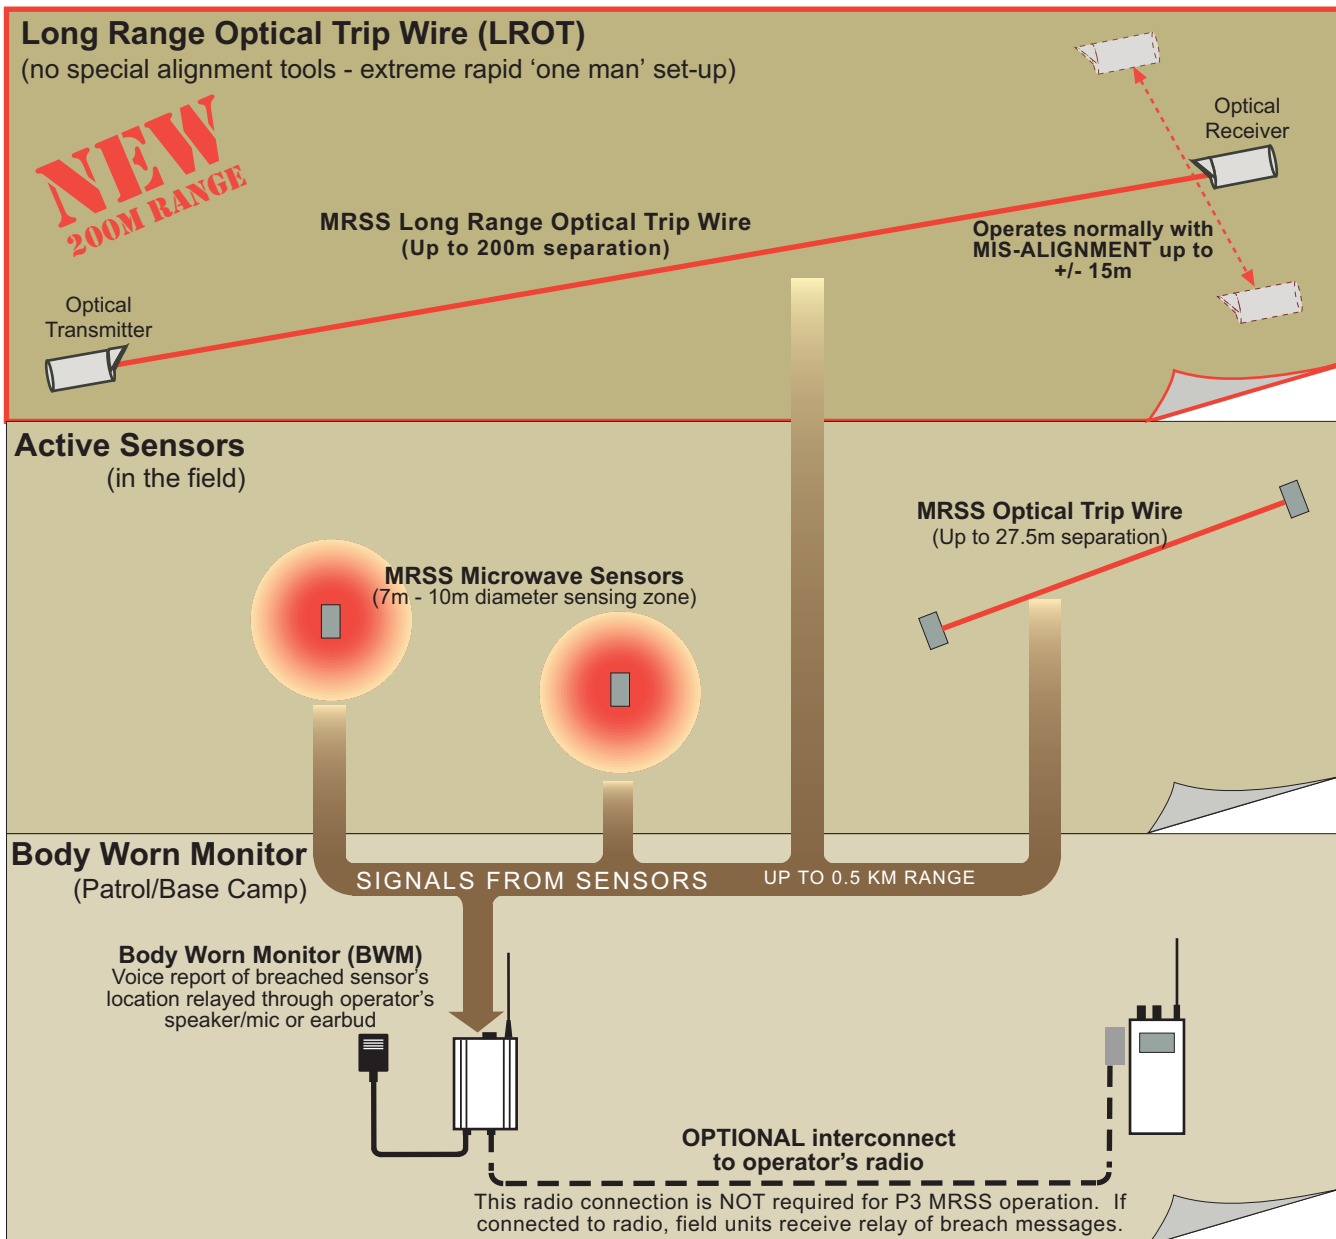 Long Range Optical Trip Wire (LROT)
(no special alignment tools - extreme rapid ‘one man’ set-up)
NEW
200M RANGE
Optical
Receiver
MRSS Long Range Optical Trip Wire
(Up to 200m separation)
Operates normally with
MIS-ALIGNMENT up to
+/- 15m
Optical
Transmitter
Active Sensors
(in the field)
MRSS Optical Trip Wire
(Up to 27.5m separation)
MRSS Microwave Sensors
(7m - 10m diameter sensing zone)
Body Worn Monitor
(Patrol/Base Camp)
SIGNALS FROM SENSORS UP TO 0.5 KM RANGE
Body Worn Monitor (BWM)
Voice report of breached sensor’s
location relayed through operator’s
speaker/mic or earbud
OPTIONAL interconnect
to operator’s radio
This radio connection is NOT required for P3 MRSS operation. If
connected to radio, field units receive relay of breach messages.